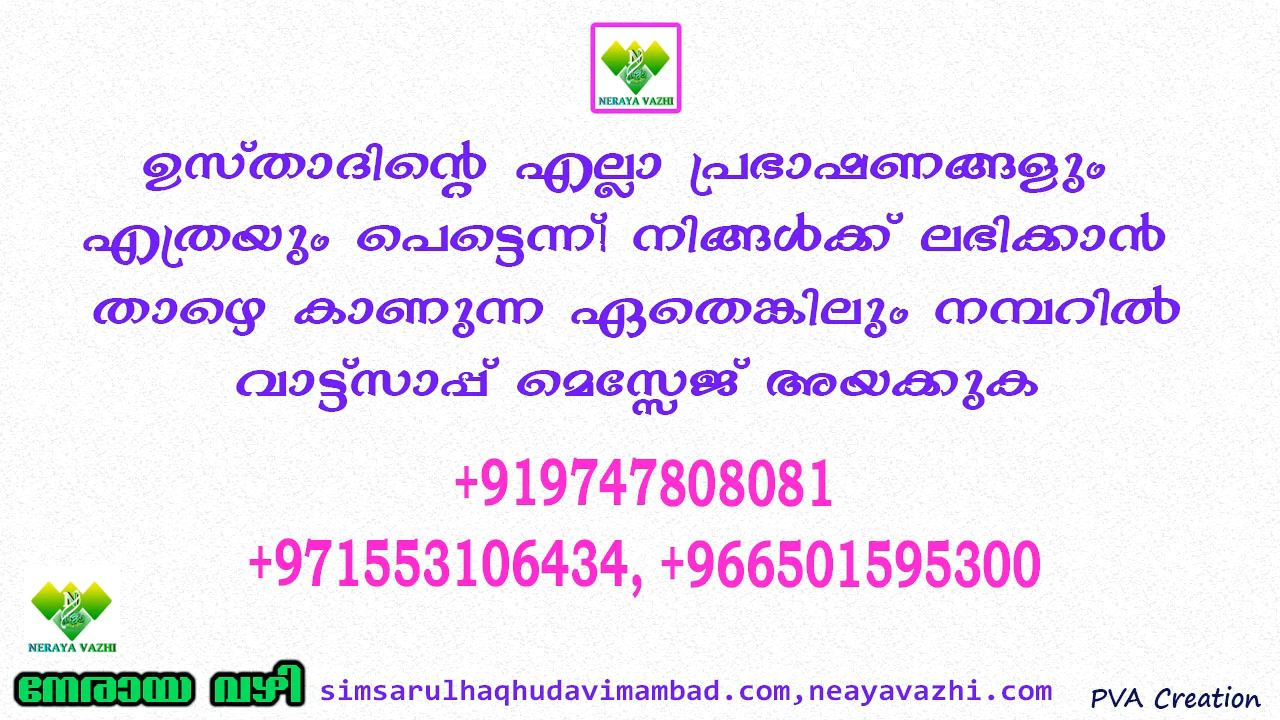 NERAYA VAZHI
ഉസ്താദിന്റെ എല്ലാ പ്രഭാഷണങ്ങളും
എത്രയും പെട്ടെന്ന് നിങ്ങൾക്ക് ലഭിക്കാൻ
താഴെ കാണുന്ന ഏതെങ്കിലും നമ്പറിൽ
വാട്ട്സാപ്പ് മെസ്സേജ് അയക്കുക
+919747808081
+971553106434, +966501595300
NERAYA VAZHI
നേരായ വഴി simsarulhaqhudavimambad.com,neayavazhi.com PVA Creation